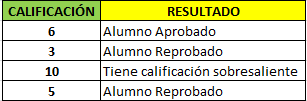 CALIFICACIÓN RESULTADO
6 Alumno Aprobado
3 Alumno Reprobado
10 Tiene calificación sobresaliente
5 Alumno Reprobado